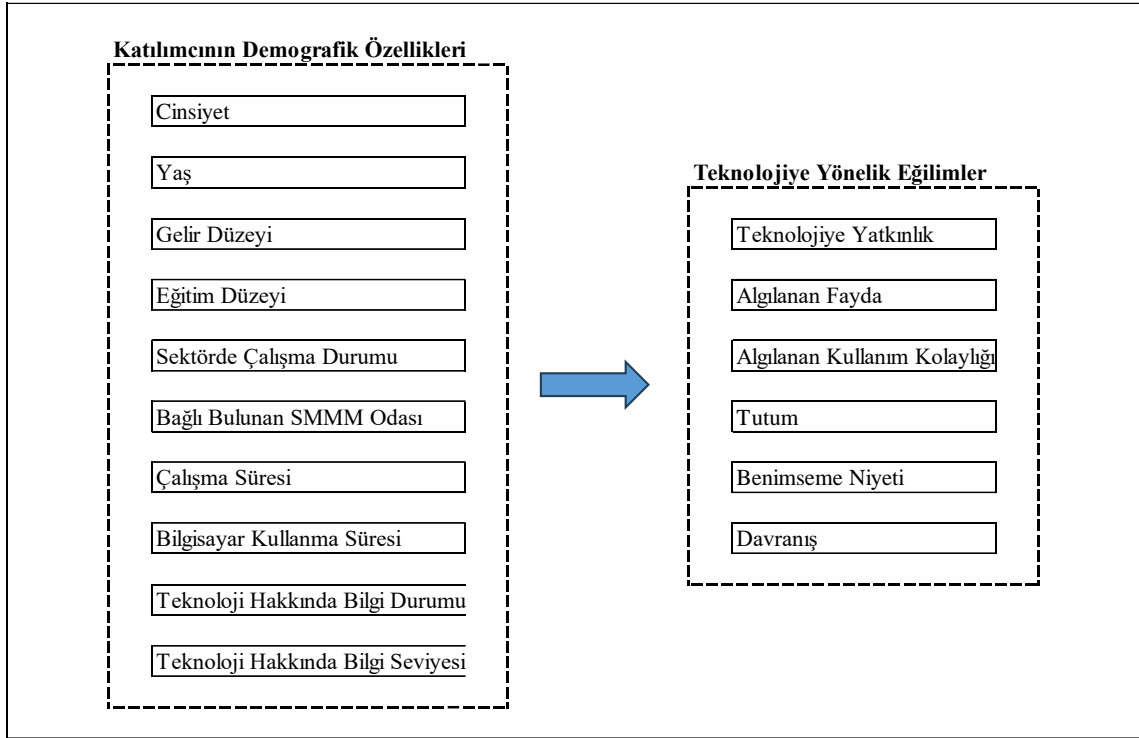 Katılımcının Demografik Özellikleri
Cinsiyet
Yaş
Gelir Düzeyi
Eğitim Düzeyi
Sektörde Çalışma Durumu
Bağlı Bulunan SMMM Odası
Çalışma Süresi
Bilgisayar Kullanma Süresi
Teknoloji Hakkında Bilgi Durumu
Teknoloji Hakkında Bilgi Seviyesi
Teknolojiye Yönelik Eğilimler
Teknolojiye Yatkınlık
Algılanan Fayda
Algılanan Kullanım Kolaylığı
Tutum
Benimseme Niyeti
Davranış